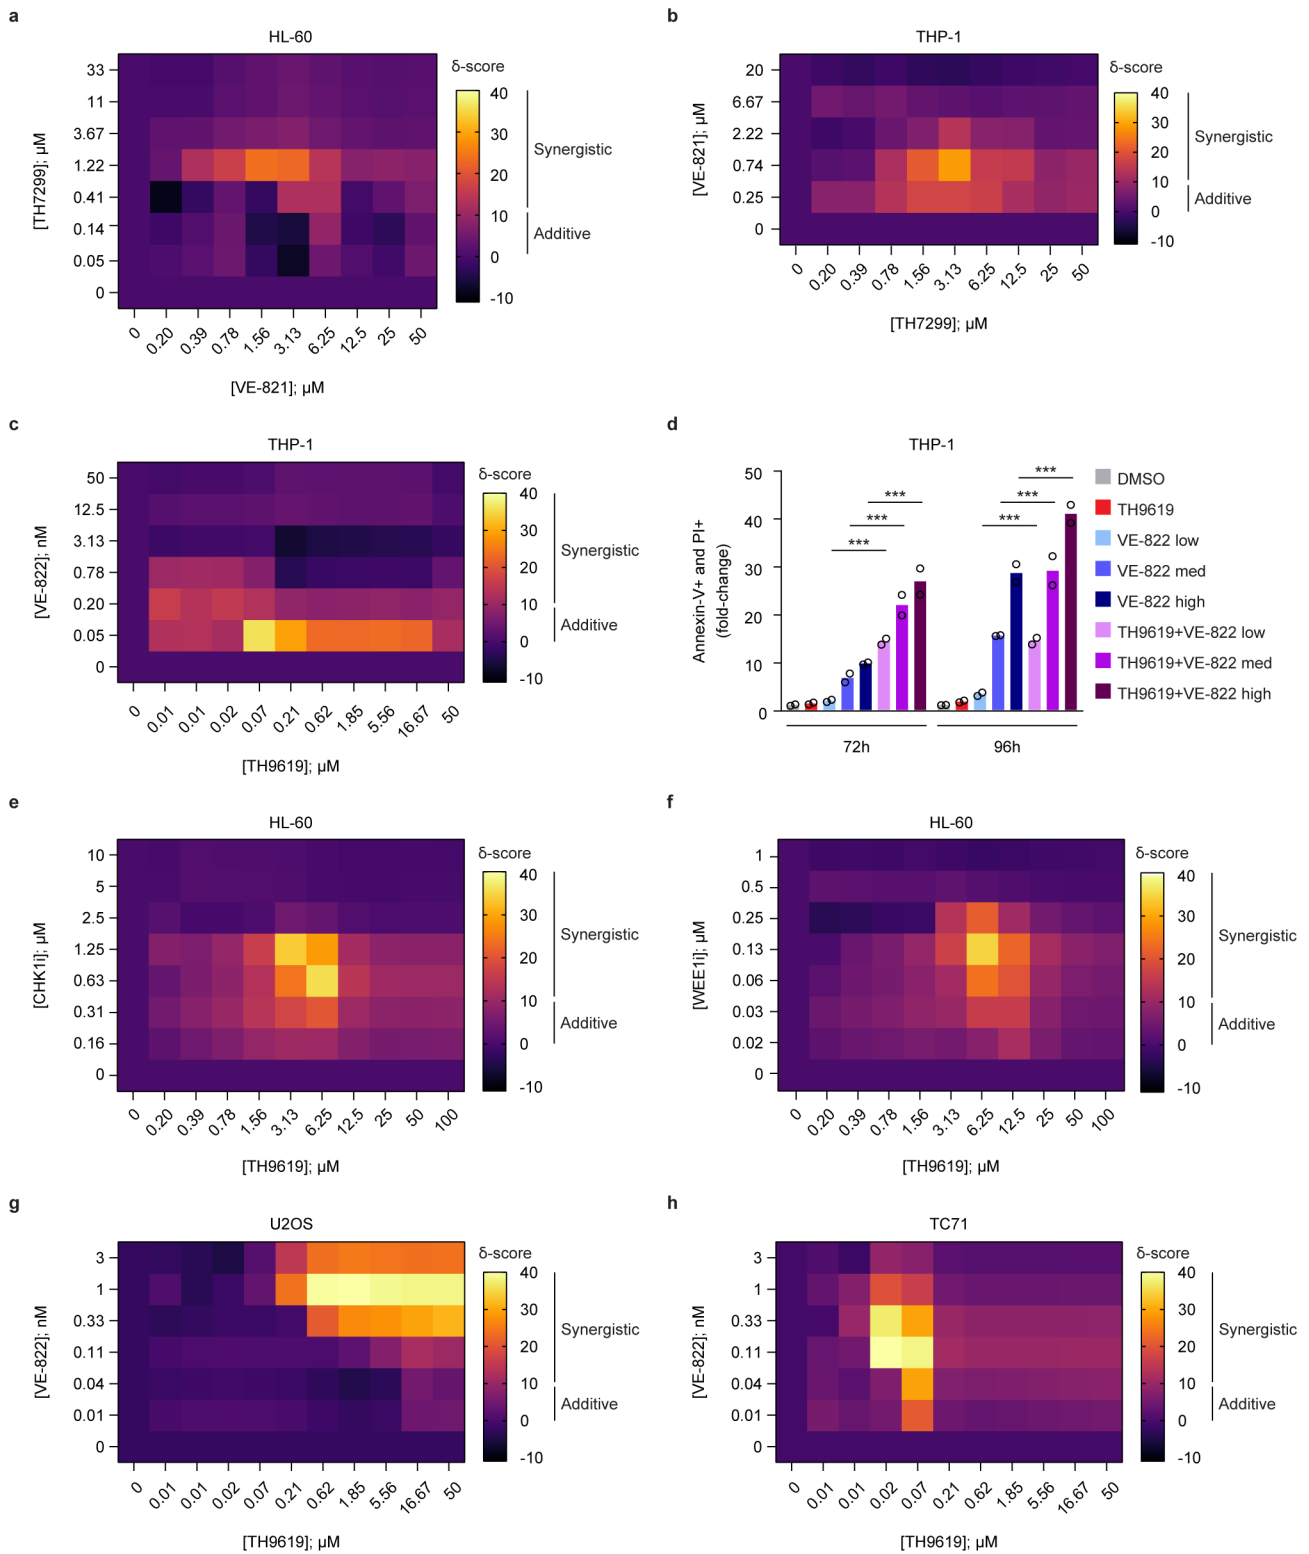 a
HL-60
[TH7299]; µM
33
11
3.67
1.22
0.41
0.14
0.05
0
0 0.20 0.39 0.78 1.56 3.13 6.25 12.5 25 50
[VE-821]; µM
δ-score
40
30
20
10
0
-10
Synergistic
Additive
b
THP-1
[VE-821]; µM
20
6.67
2.22
0.74
0.25
0
0 0.20 0.39 0.78 1.56 3.13 6.25 12.5 25 50
[TH7299]; µM
δ-score
40
30
20
10
0
-10
Synergistic
Additive
c
THP-1
[VE-822]; nM
50
12.5
3.13
0.78
0.20
0.05
0
0 0.01 0.01 0.02 0.07 0.21 0.62 1.85 5.56 16.67 50
[TH9619]; µM
δ-score
40
30
20
10
0
-10
Synergistic
Additive
d
THP-1
Annexin-V+ and PI+
(fold-change)
50
40
30
20
10
0
*** *** *** *** *** ***
72h 96h
DMSO
TH9619
VE-822 low
VE-822 med
VE-822 high
TH9619+VE-822 low
TH9619+VE-822 med
TH9619+VE-822 high
e
HL-60
[CHK1i]; µM
10
5
2.5
1.25
0.63
0.31
0.16
0
0 0.20 0.39 0.78 1.56 3.13 6.25 12.5 25 50 100
[TH9619]; µM
δ-score
40
30
20
10
0
-10
Synergistic
Additive
f
HL-60
[WEE1i]; µM
1
0.5
0.25
0.13
0.06
0.03
0.02
0
0 0.20 0.39 0.78 1.56 3.13 6.25 12.5 25 50 100
[TH9619]; µM
δ-score
40
30
20
10
0
-10
Synergistic
Additive
g
U2OS
[VE-822]; nM
3
1
0.33
0.11
0.04
0.01
0
0 0.01 0.01 0.02 0.07 0.21 0.62 1.85 5.56 16.67 50
[TH9619]; µM
δ-score
40
30
20
10
0
-10
Synergistic
Additive
h
TC71
[VE-822]; nM
3
1
0.33
0.11
0.04
0.01
0
0 0.01 0.01 0.02 0.07 0.21 0.62 1.85 5.56 16.67 50
[TH9619]; µM
δ-score
40
30
20
10
0
-10
Synergistic
Additive